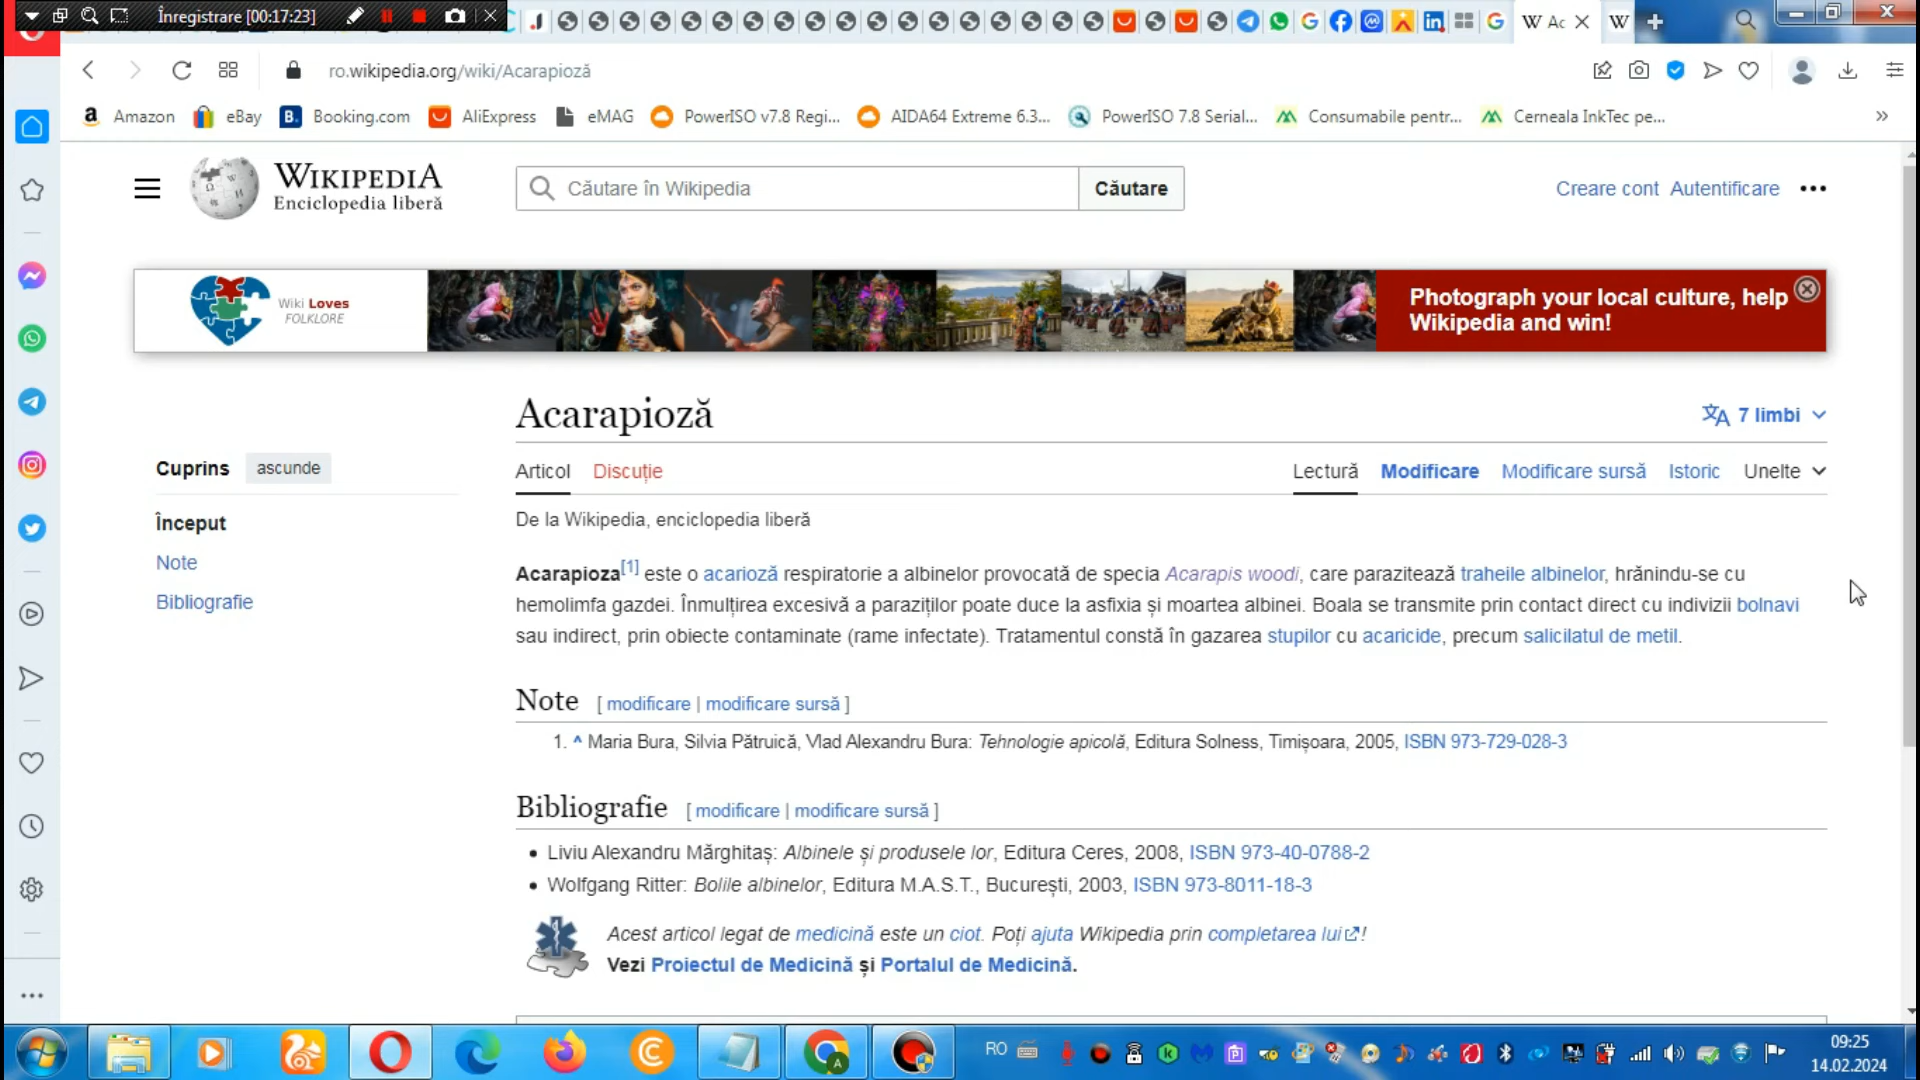 Înregistrare [00:17:23]
W Ac
ro.wikipedia.org/wiki/Acarapioză
Amazon eBay Booking.com AliExpress eMAG PowerISO v7.8 Regi... AIDA64 Extreme 6.3... PowerISO 7.8 Serial... Consumabile pentr... Cerneala InkTec pe...
WIKIPEDIA
Enciclopedia liberă
Căutare în Wikipedia
Căutare
Creare cont Autentificare
Wiki Loves
FOLKLORE
Photograph your local culture, help
Wikipedia and win!
Acarapioză
7 limbi
Cuprins ascunde
Articol Discuție
Lectură Modificare Modificare sursă Istoric Unelte
Început
Note
Bibliografie
De la Wikipedia, enciclopedia liberă
Acarapioza[1] este o acarioză respiratorie a albinelor provocată de specia Acarapis woodi, care parazitează traheile albinelor, hrănindu-se cu
hemolimfa gazdei. Înmulțirea excesivă a paraziților poate duce la asfixia și moartea albinei. Boala se transmite prin contact direct cu indivizii bolnavi
sau indirect, prin obiecte contaminate (rame infectate). Tratamentul constă în gazarea stupilor cu acaricide, precum salicilatul de metil.
Note [ modificare | modificare sursă ]
1. ^ Maria Bura, Silvia Pătruică, Vlad Alexandru Bura: Tehnologie apicolă, Editura Solness, Timișoara, 2005, ISBN 973-729-028-3
Bibliografie [ modificare | modificare sursă ]
• Liviu Alexandru Mărghitaș: Albinele și produsele lor, Editura Ceres, 2008, ISBN 973-40-0788-2
• Wolfgang Ritter: Bolile albinelor, Editura M.A.S.T., București, 2003, ISBN 973-8011-18-3
Acest articol legat de medicină este un ciot. Poți ajuta Wikipedia prin completarea lui!
Vezi Proiectul de Medicină și Portalul de Medicină.
RO
09:25
14.02.2024